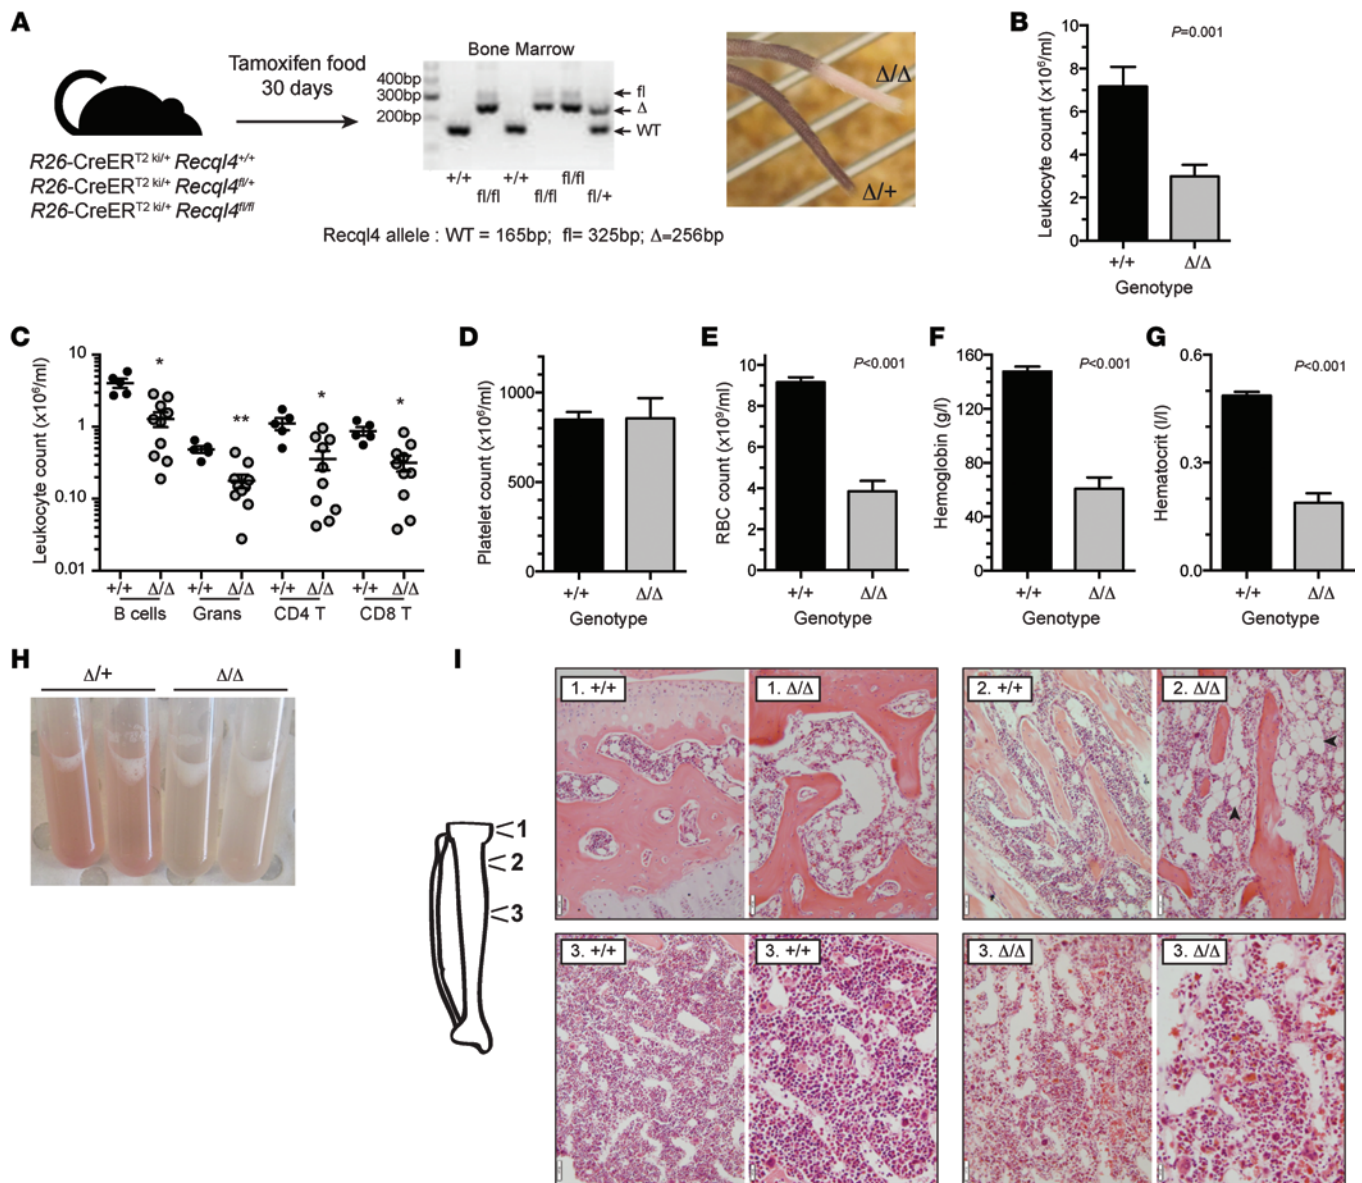 A
Tamoxifen food
30 days
R26-CreERT2 ki/+ Recql4+/+
R26-CreERT2 ki/+ Recql4fl/+
R26-CreERT2 ki/+ Recql4fl/fl
Bone Marrow
400bp
300bp
200bp
fl
Δ
WT
+/+ +/+ fl/fl
fl/fl fl/fl fl/+
Recql4 allele : WT = 165bp; fl= 325bp; Δ=256bp
Δ/Δ
Δ/+
B
P=0.001
Leukocyte count (x10⁶/ml)
10
8
6
4
2
0
+/+ Δ/Δ
Genotype
C
Leukocyte count (x10⁶/ml)
10
1
0.10
0.01
* ** * *
+/+ Δ/Δ +/+ Δ/Δ +/+ Δ/Δ +/+ Δ/Δ
B cells Grans CD4 T CD8 T
D
Platelet count (x10⁶/ml)
1000
500
0
+/+ Δ/Δ
Genotype
E
P<0.001
RBC count (x10⁹/ml)
10
8
6
4
2
0
+/+ Δ/Δ
Genotype
F
P<0.001
Hemoglobin (g/l)
160
120
80
40
0
+/+ Δ/Δ
Genotype
G
P<0.001
Hematocrit (l/l)
0.6
0.3
0.0
+/+ Δ/Δ
Genotype
H
Δ/+ Δ/Δ
I
1
2
3
1. +/+ 1. Δ/Δ 2. +/+ 2. Δ/Δ
3. +/+ 3. +/+ 3. Δ/Δ 3. Δ/Δ